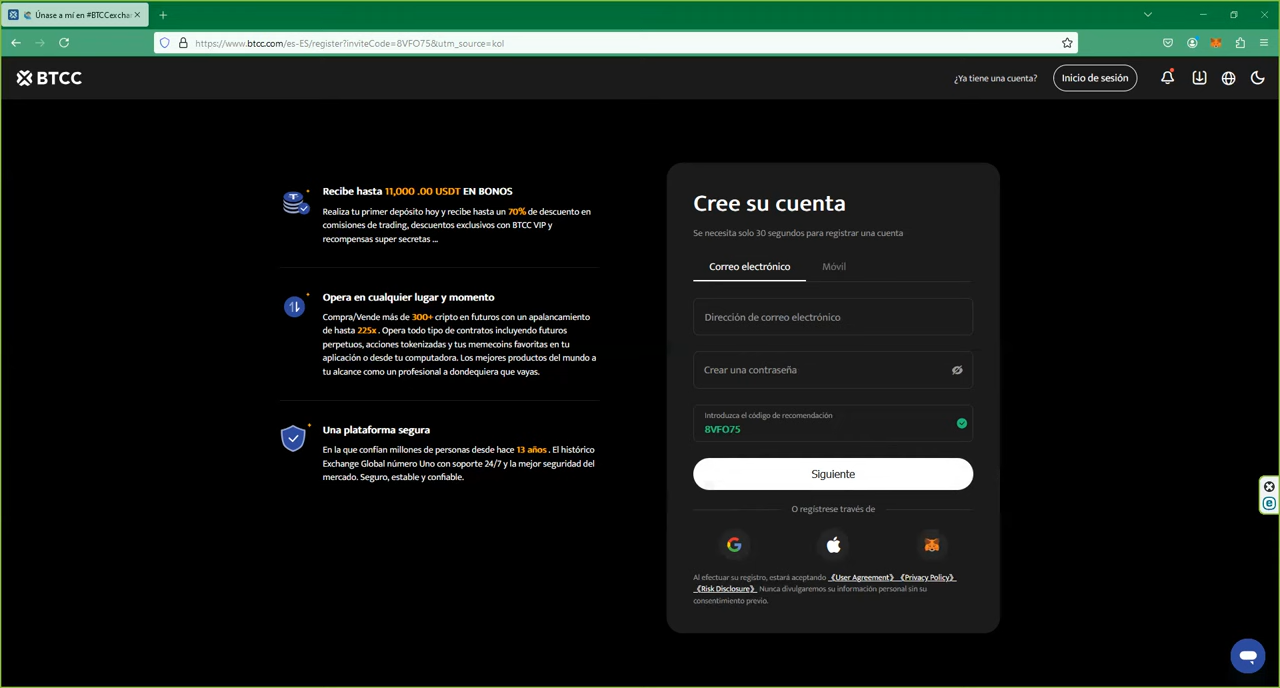 Únase a mí en #BTCCexcha
https://www.btcc.com/es-ES/register?inviteCode=8VFO75&utm_source=kol
BTCC
¿Ya tiene una cuenta?
Inicio de sesión
Recibe hasta 11,000 .00 USDT EN BONOS
Realiza tu primer depósito hoy y recibe hasta un 70% de descuento en
comisiones de trading, descuentos exclusivos con BTCC VIP y
recompensas super secretas ...
Opera en cualquier lugar y momento
Compra/Vende más de 300+ cripto en futuros con un apalancamiento
de hasta 225x . Opera todo tipo de contratos incluyendo futuros
perpetuos, acciones tokenizadas y tus memecoins favoritas en tu
aplicación o desde tu computadora. Los mejores productos del mundo a
tu alcance como un profesional a dondequiera que vayas.
Una plataforma segura
En la que confían millones de personas desde hace 13 años . El histórico
Exchange Global número Uno con soporte 24/7 y la mejor seguridad del
mercado. Seguro, estable y confiable.
Cree su cuenta
Se necesita solo 30 segundos para registrar una cuenta
Correo electrónico
Móvil
Dirección de correo electrónico
Crear una contraseña
Introduzca el código de recomendación
8VFO75
Siguiente
O regístrese través de
Al efectuar su registro, estará aceptando 《User Agreement》 《Privacy Policy》
《Risk Disclosure》 Nunca divulgaremos su información personal sin su
consentimiento previo.